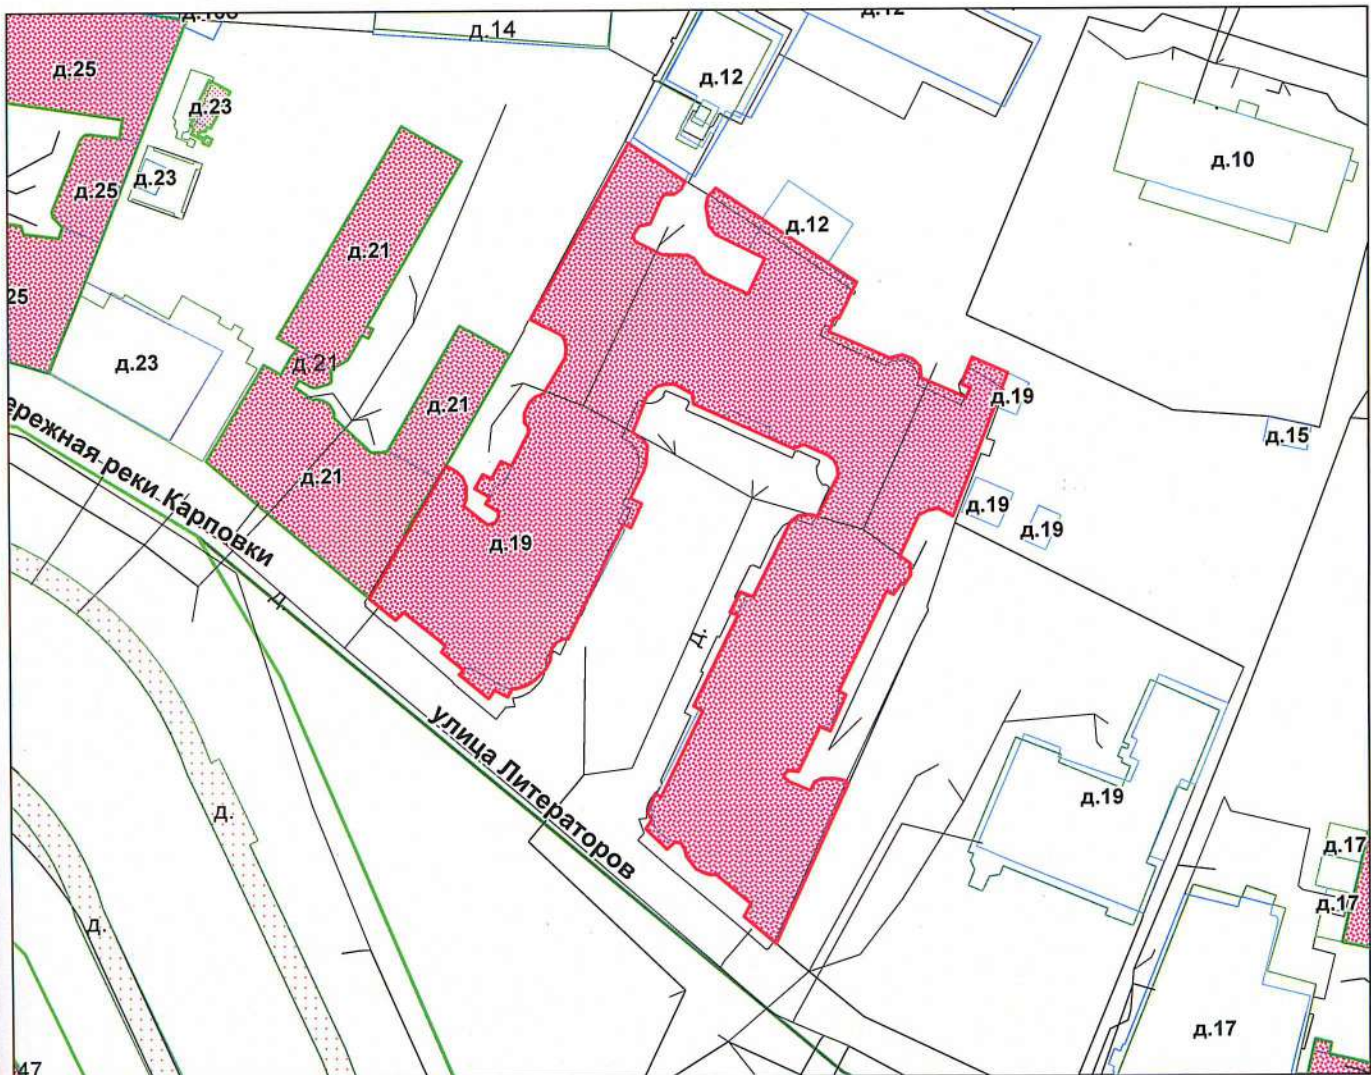 д.14
д.12
д.25
д.12
д.23
д.10
д.23
д.25
д.12
д.21
25
д.23
д.21
д.19
д.21
д.15
ережная реки Карповки
д.21
д.19
д.19
д.19
д.
д.
улица Литераторов
д.19
д.
д.17
д.17
д.
д.17
47